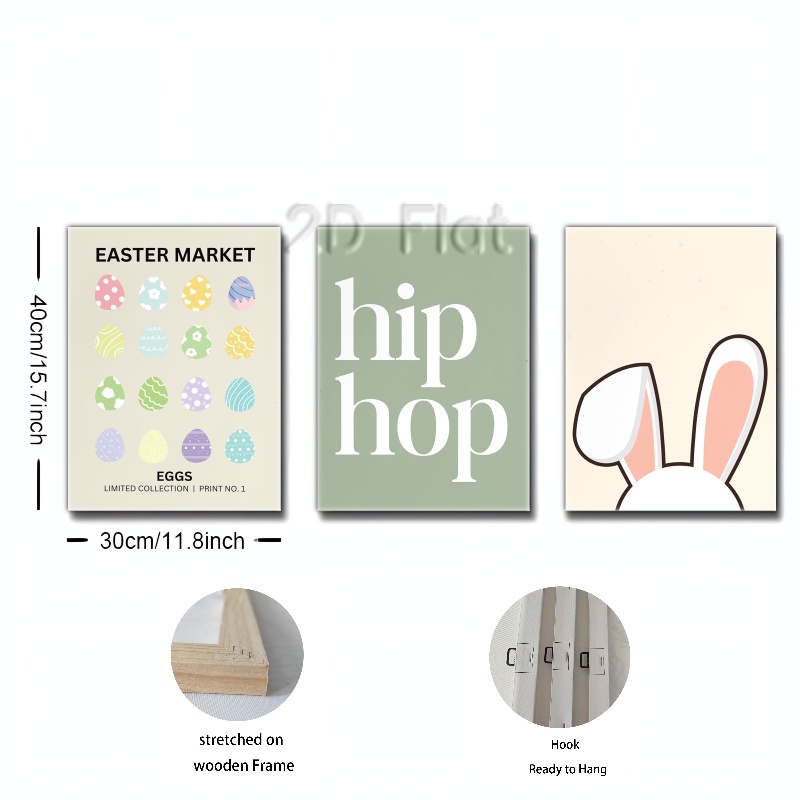 2D Flat
EASTER MARKET
EGGS
LIMITED COLLECTION | PRINT NO. 1
hip
hop
40cm/15.7inch
30cm/11.8inch
stretched on
wooden Frame
Hook
Ready to Hang